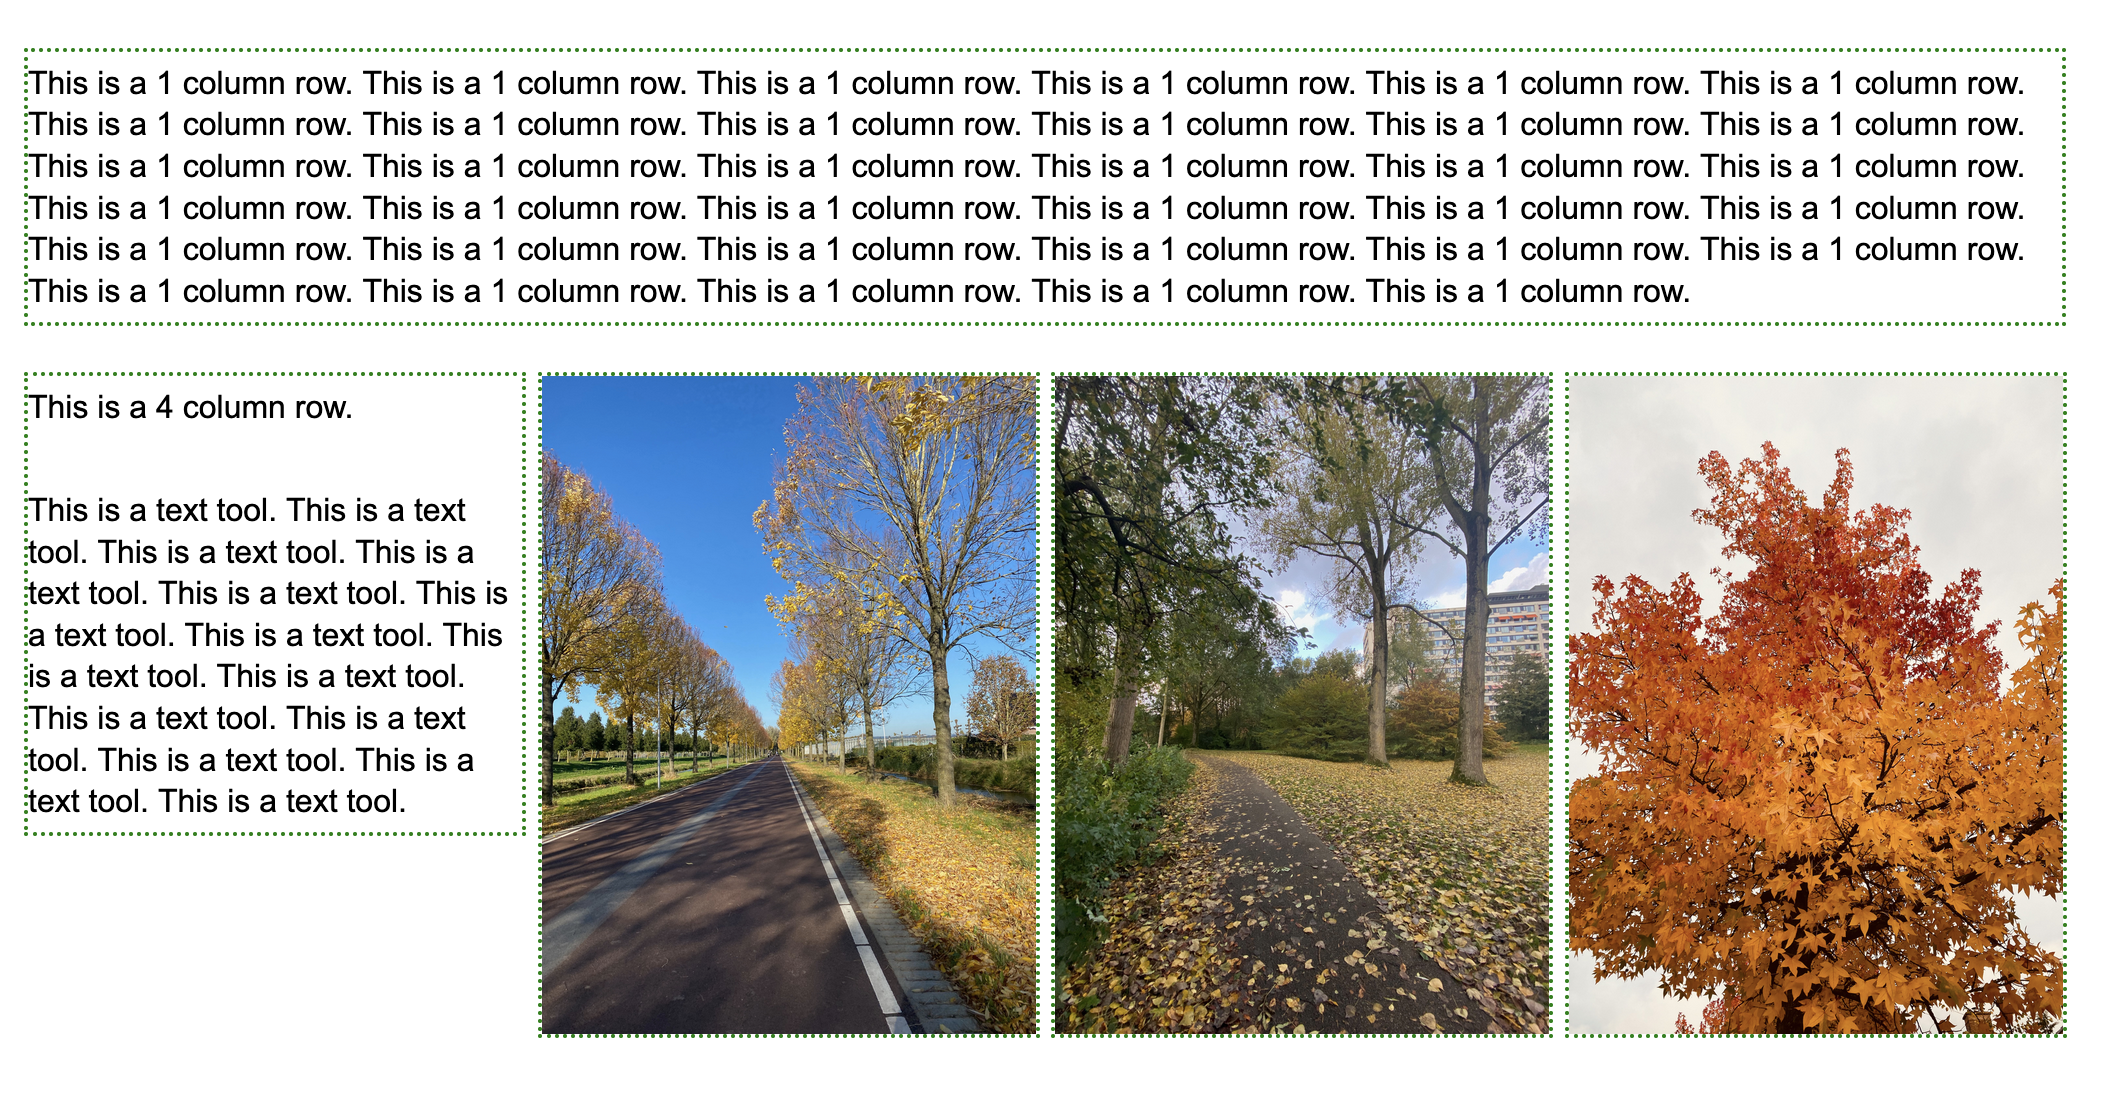 This is a 1 column row. This is a 1 column row. This is a 1 column row. This is a 1 column row. This is a 1 column row. This is a 1 column row.
This is a 1 column row. This is a 1 column row. This is a 1 column row. This is a 1 column row. This is a 1 column row. This is a 1 column row.
This is a 1 column row. This is a 1 column row. This is a 1 column row. This is a 1 column row. This is a 1 column row. This is a 1 column row.
This is a 1 column row. This is a 1 column row. This is a 1 column row. This is a 1 column row. This is a 1 column row. This is a 1 column row.
This is a 1 column row. This is a 1 column row. This is a 1 column row. This is a 1 column row. This is a 1 column row. This is a 1 column row.
This is a 1 column row. This is a 1 column row. This is a 1 column row. This is a 1 column row. This is a 1 column row.
This is a 4 column row.
This is a text tool. This is a text
tool. This is a text tool. This is a
text tool. This is a text tool. This is
a text tool. This is a text tool. This
is a text tool. This is a text tool.
This is a text tool. This is a text
tool. This is a text tool. This is a
text tool. This is a text tool.